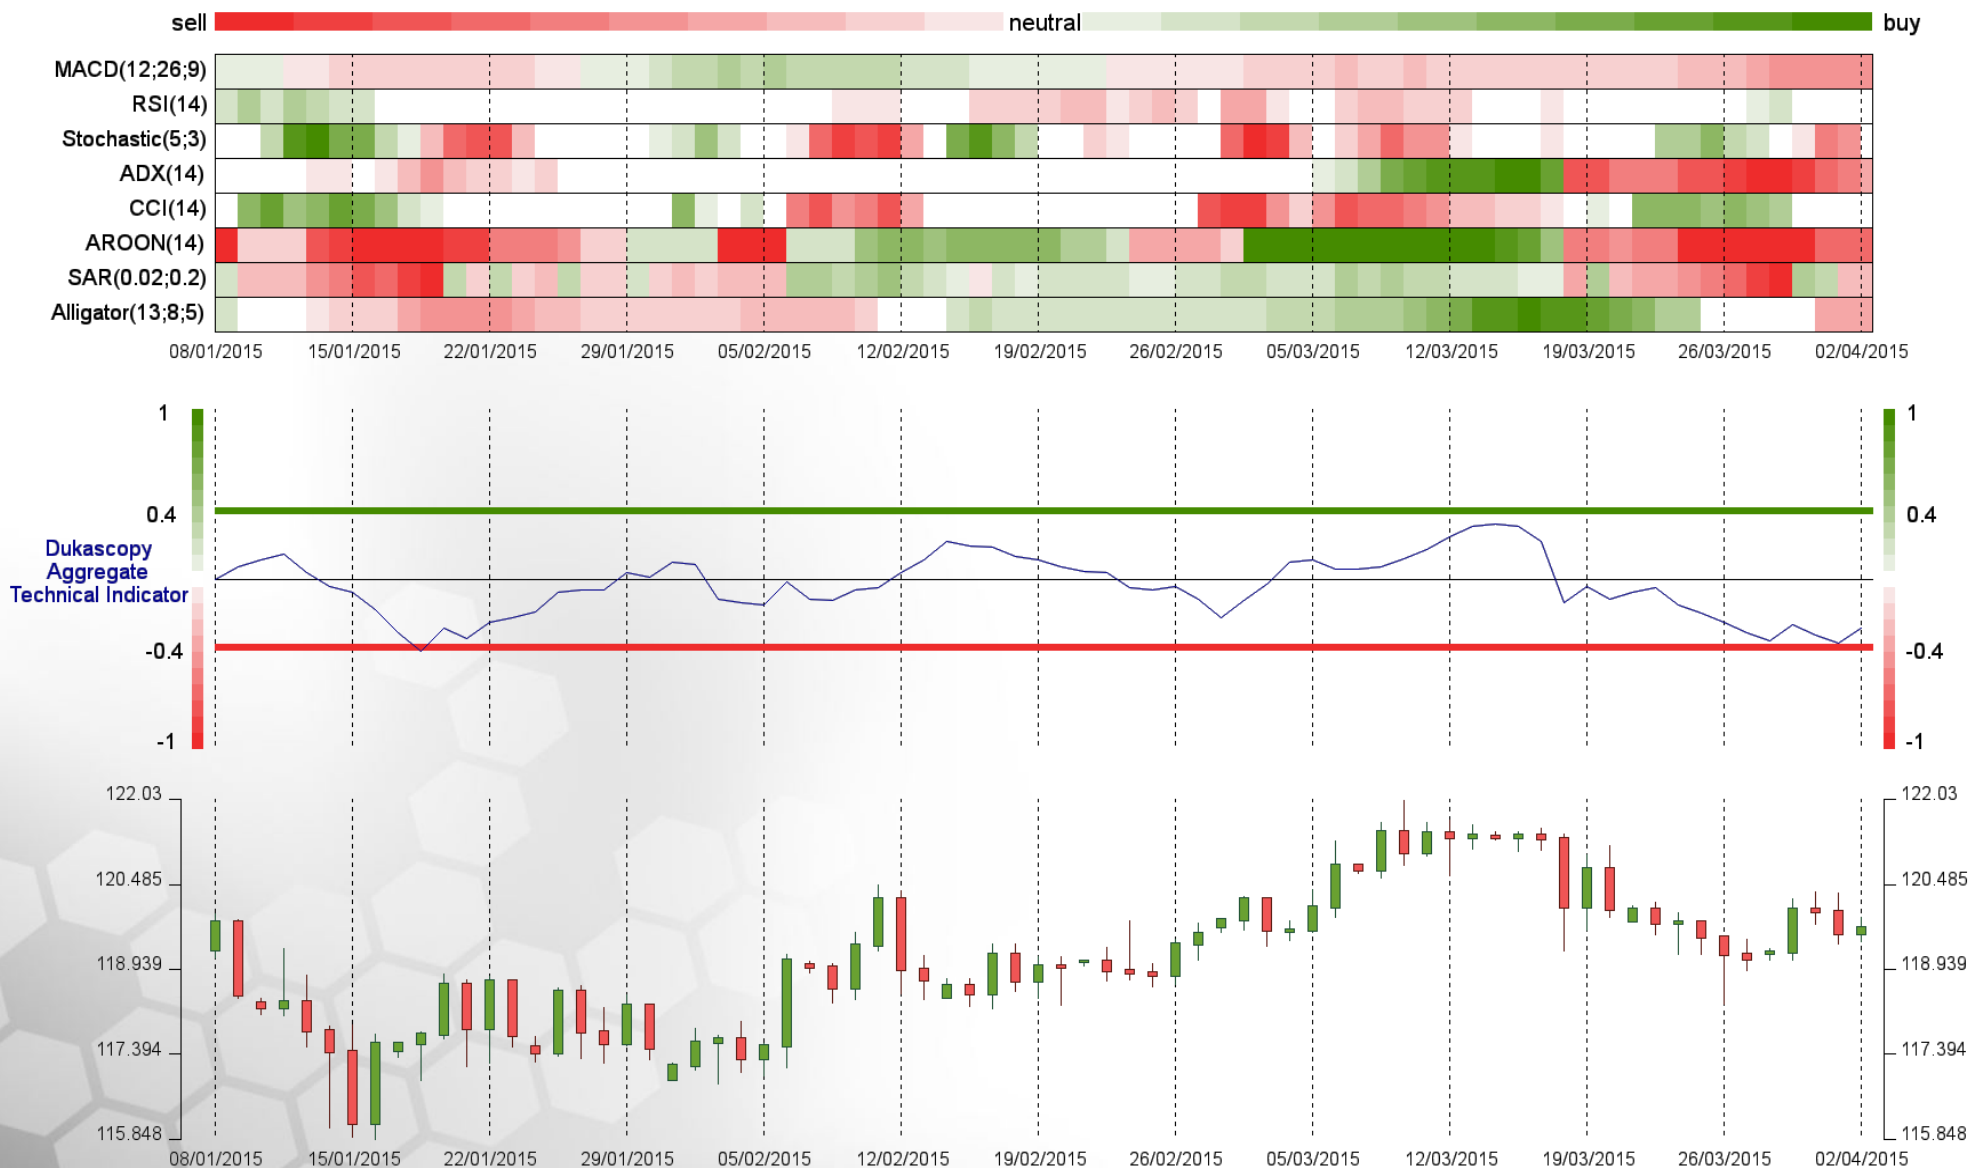 sell neutral buy
MACD(12;26;9)
RSI(14)
Stochastic(5;3)
ADX(14)
CCI(14)
AROON(14)
SAR(0.02;0.2)
Alligator(13;8;5)
08/01/2015 15/01/2015 22/01/2015 29/01/2015 05/02/2015 12/02/2015 19/02/2015 26/02/2015 05/03/2015 12/03/2015 19/03/2015 26/03/2015 02/04/2015
1 1
0.4 0.4
Dukascopy
Aggregate
Technical Indicator
-0.4 -0.4
-1 -1
122.03 122.03
120.485 120.485
118.939 118.939
117.394 117.394
115.848 115.848
08/01/2015 15/01/2015 22/01/2015 29/01/2015 05/02/2015 12/02/2015 19/02/2015 26/02/2015 05/03/2015 12/03/2015 19/03/2015 26/03/2015 02/04/2015